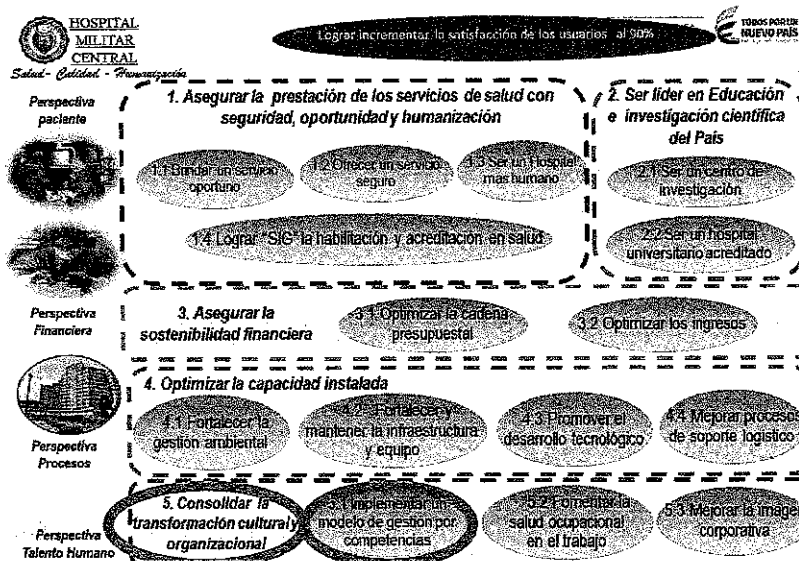 HOSPITAL
MILITAR
CENTRAL
Salud - Calidad - Humanización
Lograr incrementar la satisfacción de los usuarios al 90%
TODOS POR UN
NUEVO PAÍS
Perspectiva
paciente
1. Asegurar la prestación de los servicios de salud con
seguridad, oportunidad y humanización
1.1 Brindar un servicio
oportuno
1.2 Ofrecer un servicio
seguro
1.3 Ser un Hospital
mas humano
1.4 Lograr "SIG" la habilitación y acreditación en salud
2. Ser líder en Educación
e investigación científica
del País
2.1 Ser un centro de
investigación
2.2 Ser un hospital
universitario acreditado
Perspectiva
Financiera
3. Asegurar la
sostenibilidad financiera
3.1 Optimizar la cadena
presupuestal
3.2 Optimizar los ingresos
Perspectiva
Procesos
4. Optimizar la capacidad instalada
4.1 Fortalecer la
gestión ambiental
4.2 Fortalecer y
mantener la infraestructura
y equipo
4.3 Promover el
desarrollo tecnológico
4.4 Mejorar procesos
de soporte logístico
Perspectiva
Talento Humano
5. Consolidar la
transformación cultural y
organizacional
5.1 Implementar un
modelo de gestión por
competencias
5.2 Fomentar la
salud ocupacional
en el trabajo
5.3 Mejorar la imagen
corporativa